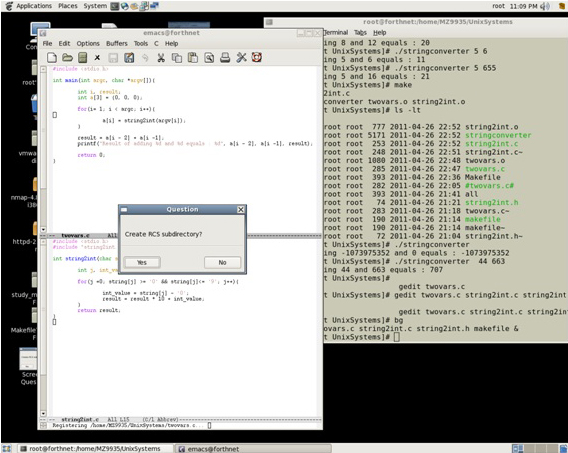 Applications Places System
root 11:09 PM
emacs@forthnet
File Edit Options Buffers Tools C Help
#include <stdio.h>
int main(int argc, char *argv[]){
int i, result;
int a[3] = {0, 0, 0};
for(i= 1; i < argc; i++){
a[i] = string2int(argv[i]);
}
result = a[i - 2] + a[i -1];
printf("Result of adding %d and %d equals : %d", a[i - 2], a[i -1], result);
return 0;
}
twovars.c
#include <stdio.h>
#include "string2int
int string2int(char
int j, int_v
for(j =0; string[j] >= '0' && string[j]<= '9'; j++){
int_value = string[j] - '0';
result = result * 10 + int_value;
}
return result;
}
string2int.c All L15 (C/l Abbrev)
Registering /home/MZ9935/UnixSystems/twovars.c...
Question
Create RCS subdirectory?
Yes
No
root@forthnet:/home/MZ9935/UnixSystems
Terminal Tabs Help
ing 8 and 12 equals : 20
UnixSystems]# ./stringconverter 5 6
ing 5 and 6 equals : 11
UnixSystems]# ./stringconverter 5 655
ing 5 and 16 equals : 21
UnixSystems]# make
int.c
converter twovars.o string2int.o
UnixSystems]# ls -lt
root root 777 2011-04-26 22:52 string2int.o
root root 5171 2011-04-26 22:52 stringconverter
root root 253 2011-04-26 22:52 string2int.c
root root 248 2011-04-26 22:51 string2int.c~
root root 1080 2011-04-26 22:48 twovars.o
root root 292 2011-04-26 22:48 twovars.c
root root 393 2011-04-26 22:36 Makefile
root root 282 2011-04-26 22:05 #twovars.c#
root root 393 2011-04-26 21:41 all
root root 74 2011-04-26 21:21 string2int.h
root root 283 2011-04-26 21:18 twovars.c~
root root 190 2011-04-26 21:14 makefile
root root 190 2011-04-26 21:14 makefile~
root root 72 2011-04-26 21:04 string2int.h~
UnixSystems]# ./stringconverter
ing -1073975352 and 0 equals : -1073975352
UnixSystems]# ./stringconverter 44 663
ing 44 and 663 equals : 707
UnixSystems]#
gedit twovars.c
UnixSystems]# gedit twovars.c string2int.c string
gedit twovars.c string2int.c string
UnixSystems]# bg
ovars.c string2int.c string2int.h makefile &
UnixSystems]#
root@forthnet:/home/MZ9935/UnixSystems
emacs@forthnet